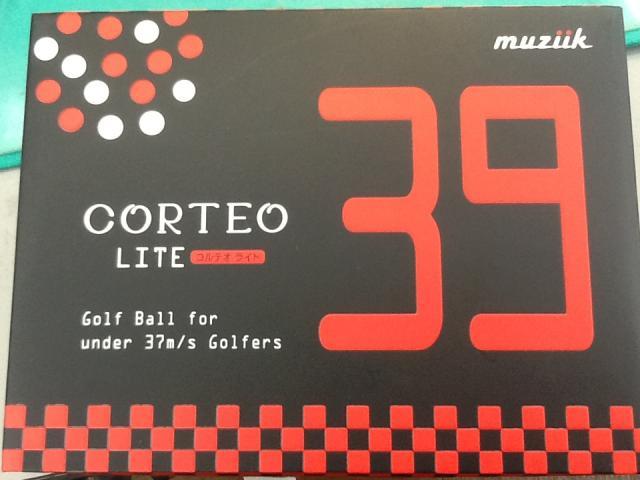 muziik
39
CORTEO
LITE コルテオ ライト
Golf Ball for
under 37m/s Golfers